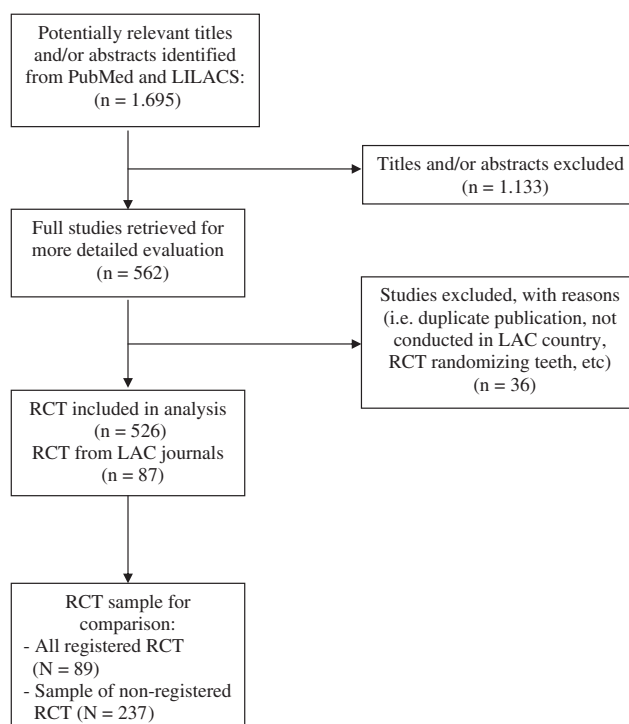 Potentially relevant titles
and/or abstracts identified
from PubMed and LILACS:
(n = 1.695)
Titles and/or abstracts excluded
(n = 1.133)
Full studies retrieved for
more detailed evaluation
(n = 562)
Studies excluded, with reasons
(i.e. duplicate publication, not
conducted in LAC country,
RCT randomizing teeth, etc)
(n = 36)
RCT included in analysis
(n = 526)
RCT from LAC journals
(n = 87)
RCT sample for
comparison:
- All registered RCT
(N = 89)
- Sample of non-registered
RCT (N = 237)